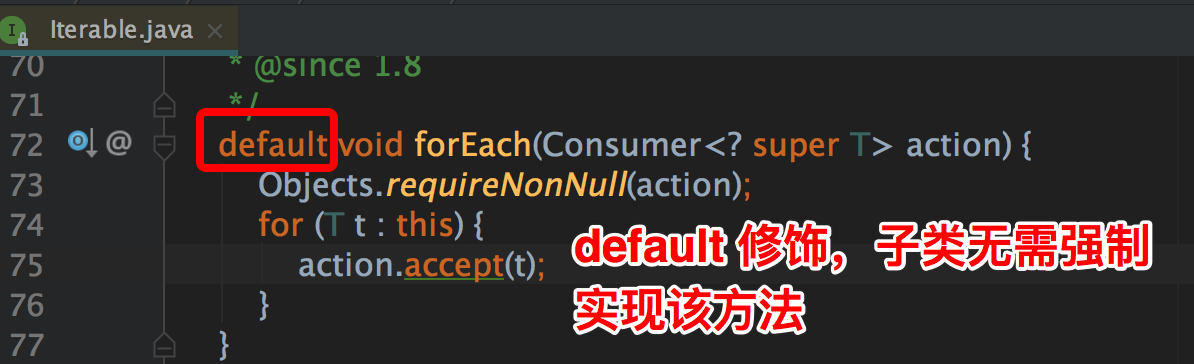 Iterable.java
70 * @since 1.8
71 */
72 @ default void forEach(Consumer<? super T> action) {
73 Objects.requireNonNull(action);
74 for (T t : this) {
75 action.accept(t);
76 }
77 }
default 修饰，子类无需强制
实现该方法